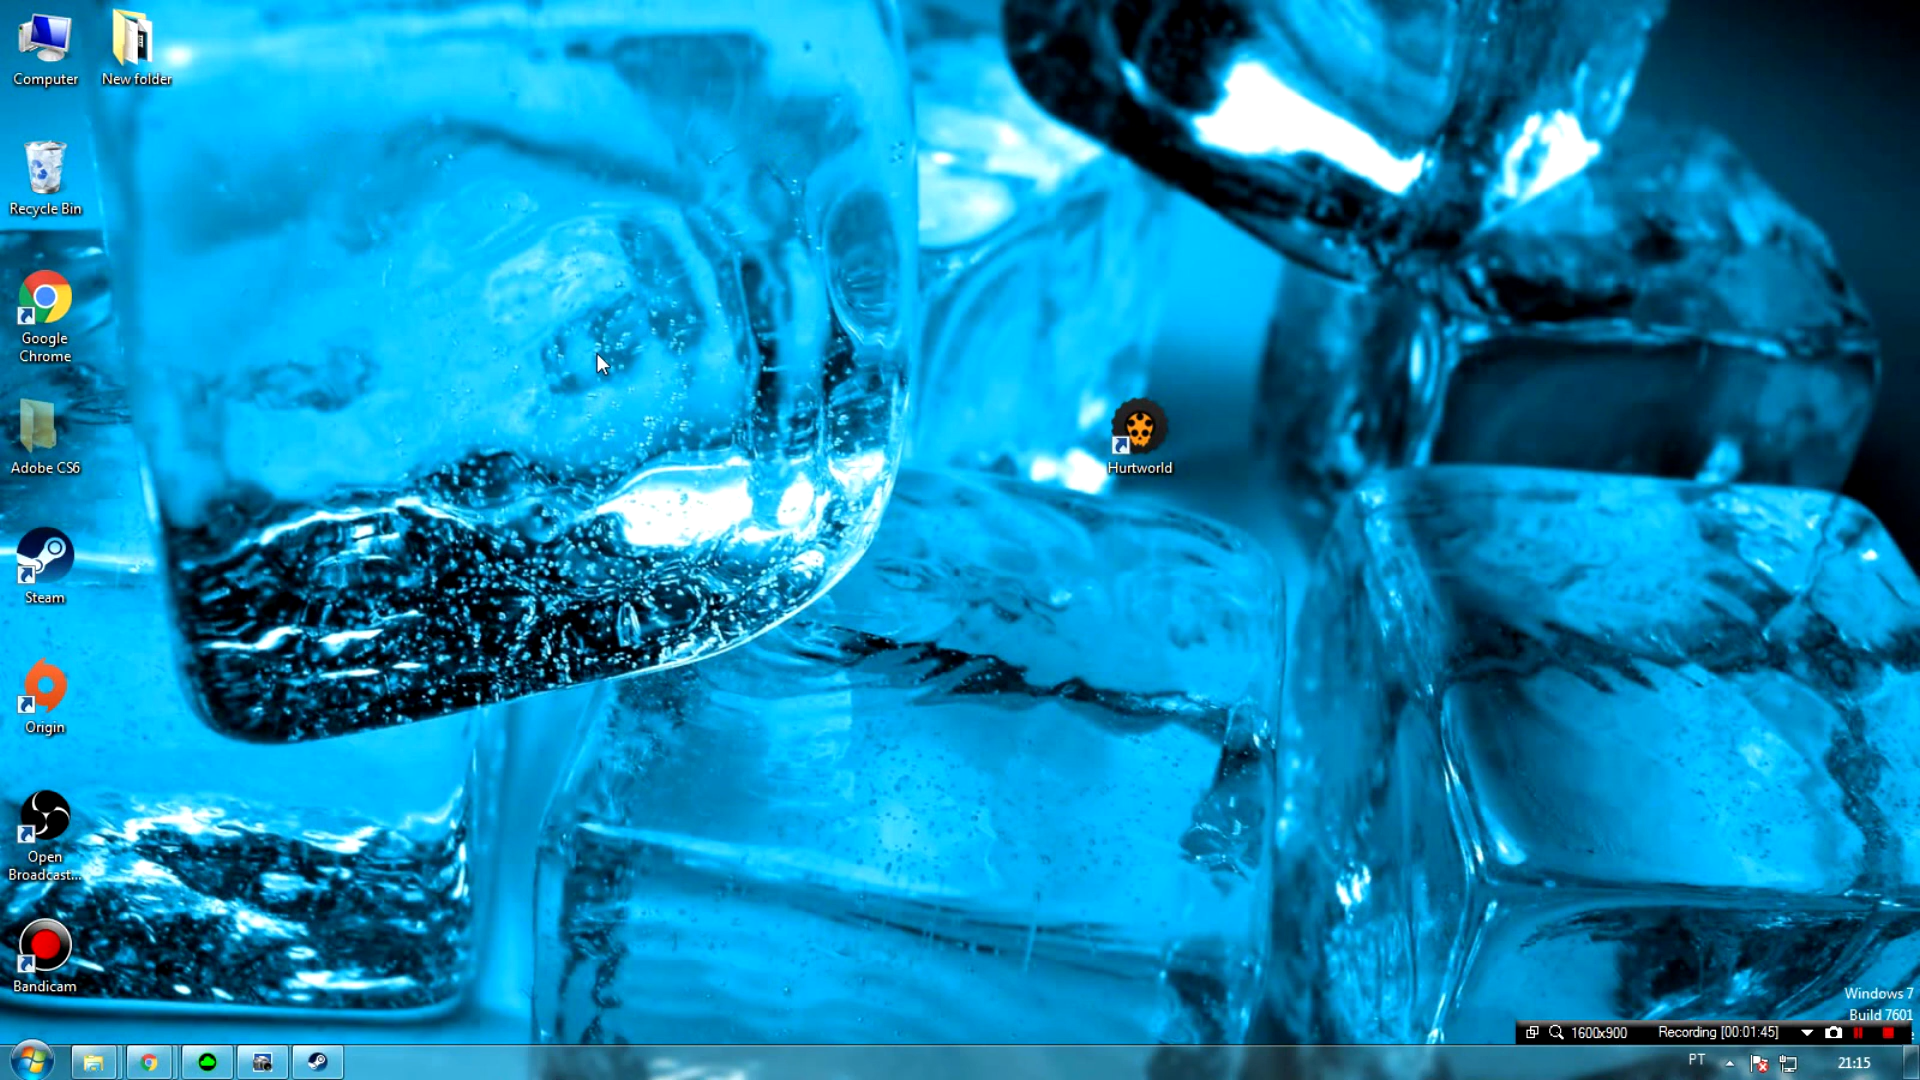 Computer
New folder
Recycle Bin
Google
Chrome
Adobe CS6
Hurtworld
Steam
Origin
Open
Broadcast...
Bandicam
Windows 7
Build 7601
1600x900
Recording [00:01:45]
PT
21:15